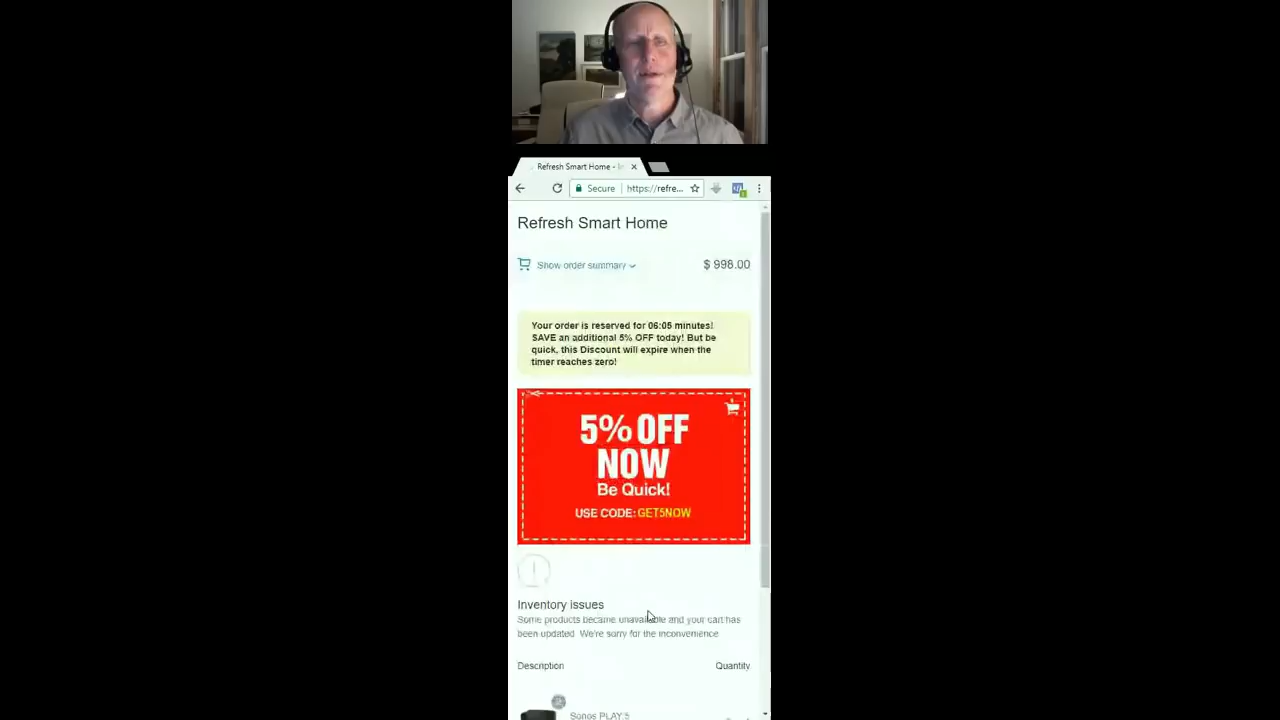 Refresh Smart Home -
Secure https://refre...
Refresh Smart Home
Show order summary
$ 998.00
Your order is reserved for 06:05 minutes!
SAVE an additional 5% OFF today! But be
quick, this Discount will expire when the
timer reaches zero!
5% OFF
NOW
Be Quick!
USE CODE: GET5NOW
Inventory issues
Some products became unavailable and your cart has
been updated. We're sorry for the inconvenience
Description
Quantity
Sonos PLAY:5